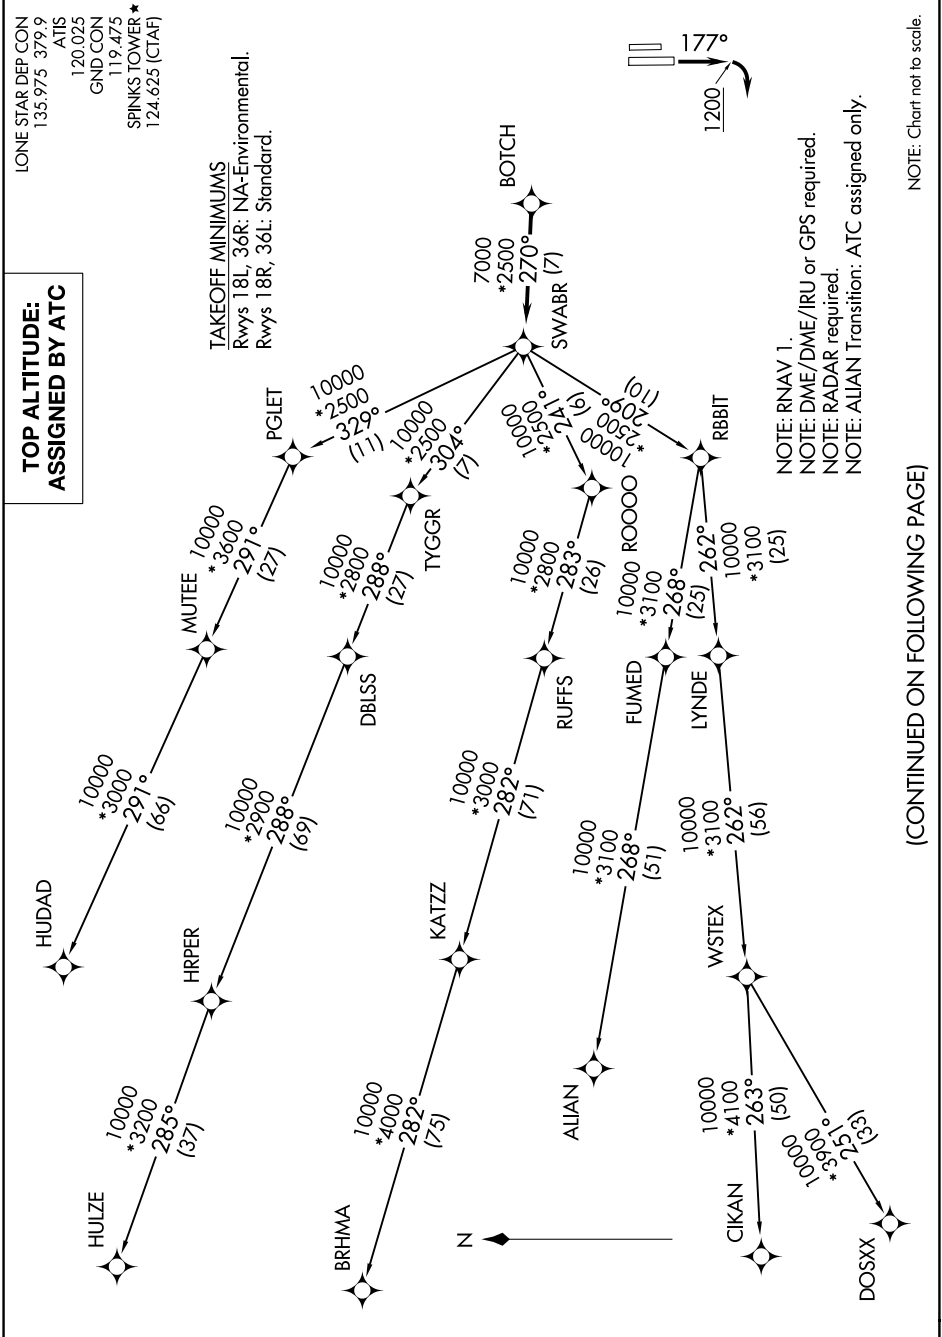 LONE STAR DEP CON
135.975 379.9
ATIS
120.025
GND CON
119.475
SPINKS TOWER ★
124.625 (CTAF)
TOP ALTITUDE:
ASSIGNED BY ATC
TAKEOFF MINIMUMS
Rwys 18L, 36R: NA-Environmental.
Rwys 18R, 36L: Standard.
177°
1200
BOTCH
7000
*2500
270°
(7)
SWABR
10000
*2500
329°
(11)
PGLET
10000
*3600
291°
(27)
MUTEE
10000
*3000
291°
(66)
HUDAD
10000
*2500
304°
(7)
TYGGR
10000
*2800
288°
(27)
DBLSS
10000
*2900
288°
(69)
HRPER
10000
*3200
285°
(37)
HULZE
10000
*2500
241°
(9)
ROOOO
10000
*2800
283°
(26)
RUFFS
10000
*3000
282°
(71)
KATZZ
10000
*4000
282°
(75)
BRHMA
10000
*2500
209°
(10)
RBBIT
10000
*3100
268°
(25)
FUMED
10000
*3100
268°
(51)
ALIAN
262°
10000
*3100
(25)
LYNDE
10000
*3100
262°
(56)
WSTEX
10000
*4100
263°
(50)
CIKAN
10000
*3900
251°
(33)
DOSXX
N
NOTE: RNAV 1.
NOTE: DME/DME/IRU or GPS required.
NOTE: RADAR required.
NOTE: ALIAN Transition: ATC assigned only.
(CONTINUED ON FOLLOWING PAGE)
NOTE: Chart not to scale.